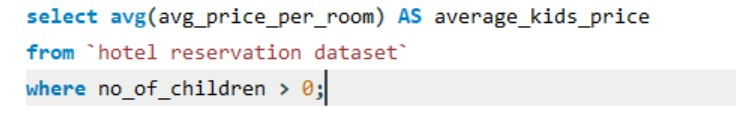 select avg(avg_price_per_room) AS average_kids_price
from `hotel reservation dataset`
where no_of_children > 0;